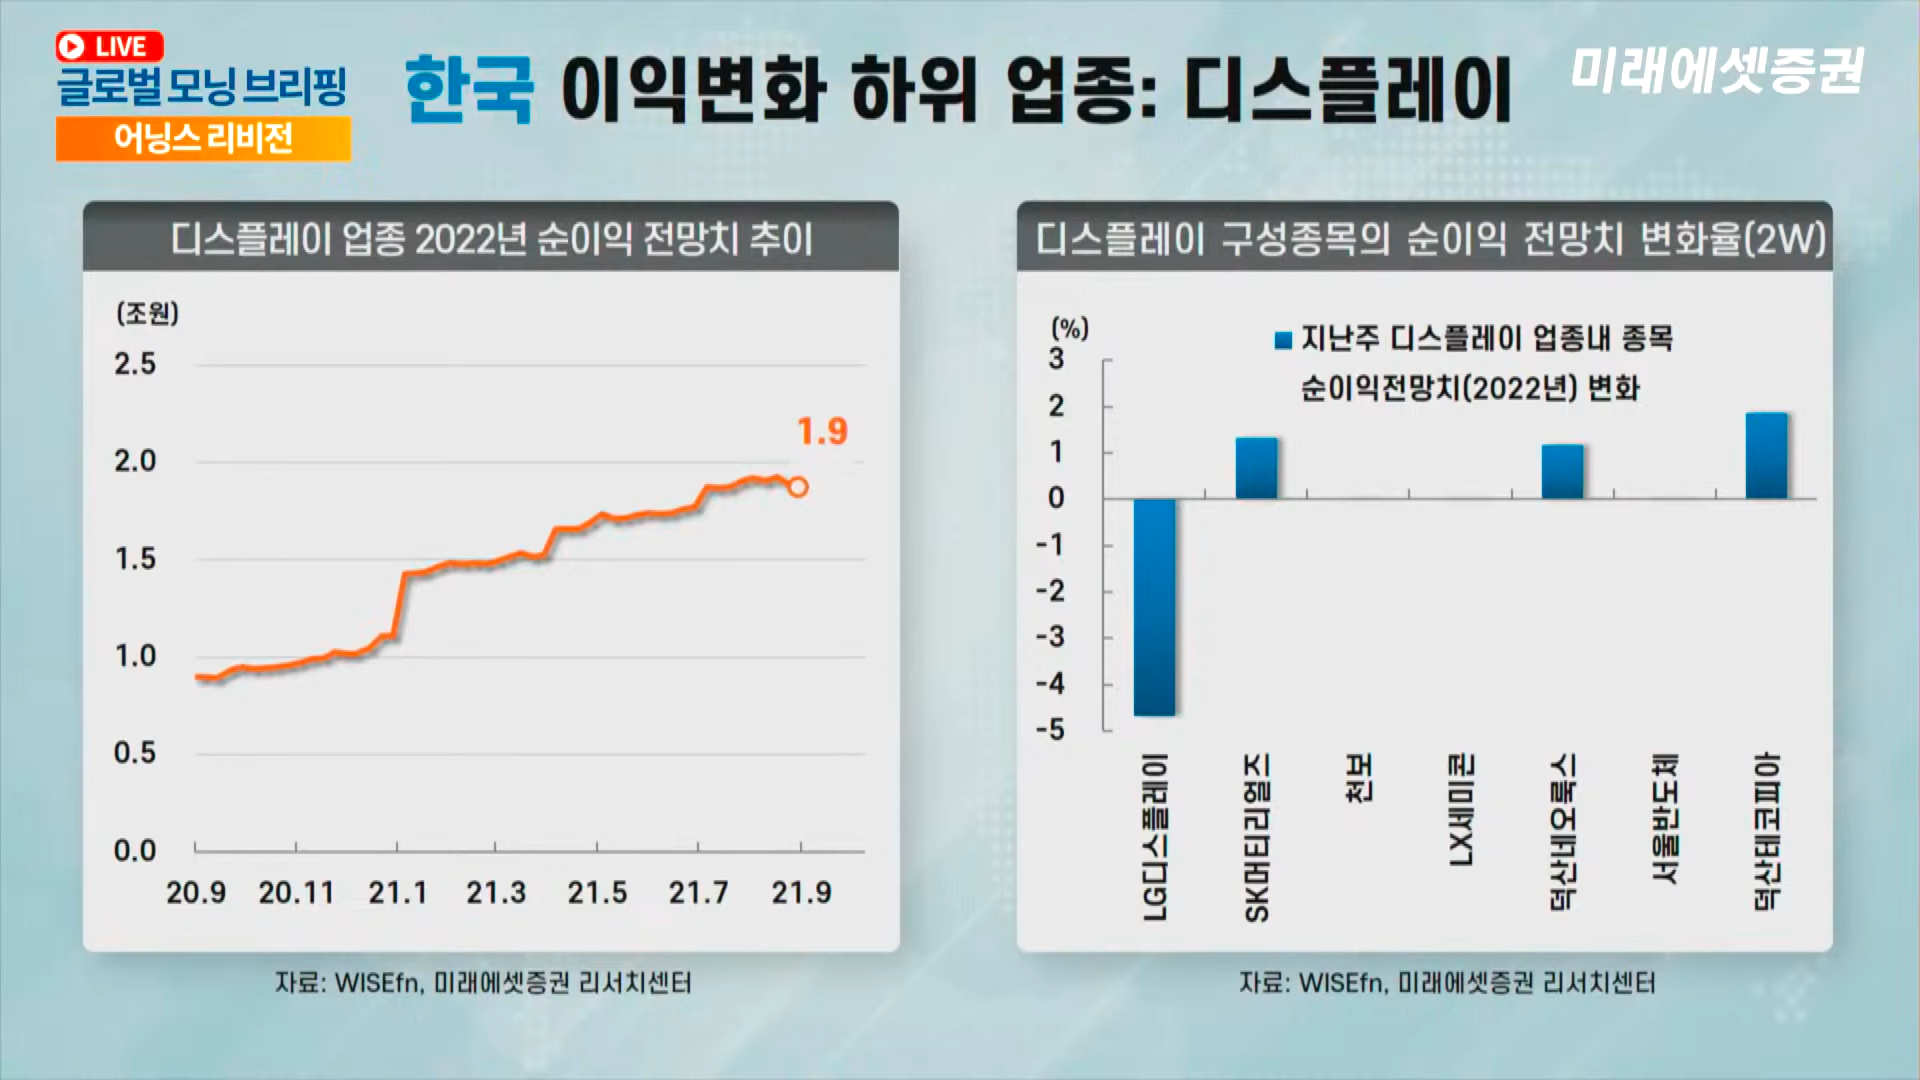 LIVE
글로벌 모닝 브리핑
어닝스 리비전
한국 이익변화 하위 업종: 디스플레이
미래에셋증권
디스플레이 업종 2022년 순이익 전망치 추이
(조원)
2.5
2.0
1.5
1.0
0.5
0.0
1.9
20.9 20.11 21.1 21.3 21.5 21.7 21.9
자료: WISEfn, 미래에셋증권 리서치센터
디스플레이 구성종목의 순이익 전망치 변화율(2W)
(%)
지난주 디스플레이 업종내 종목
순이익전망치(2022년) 변화
3
2
1
0
-1
-2
-3
-4
-5
LG디스플레이
SK머티리얼즈
천보
LX세미콘
덕산네오룩스
서울반도체
덕산테코피아
자료: WISEfn, 미래에셋증권 리서치센터